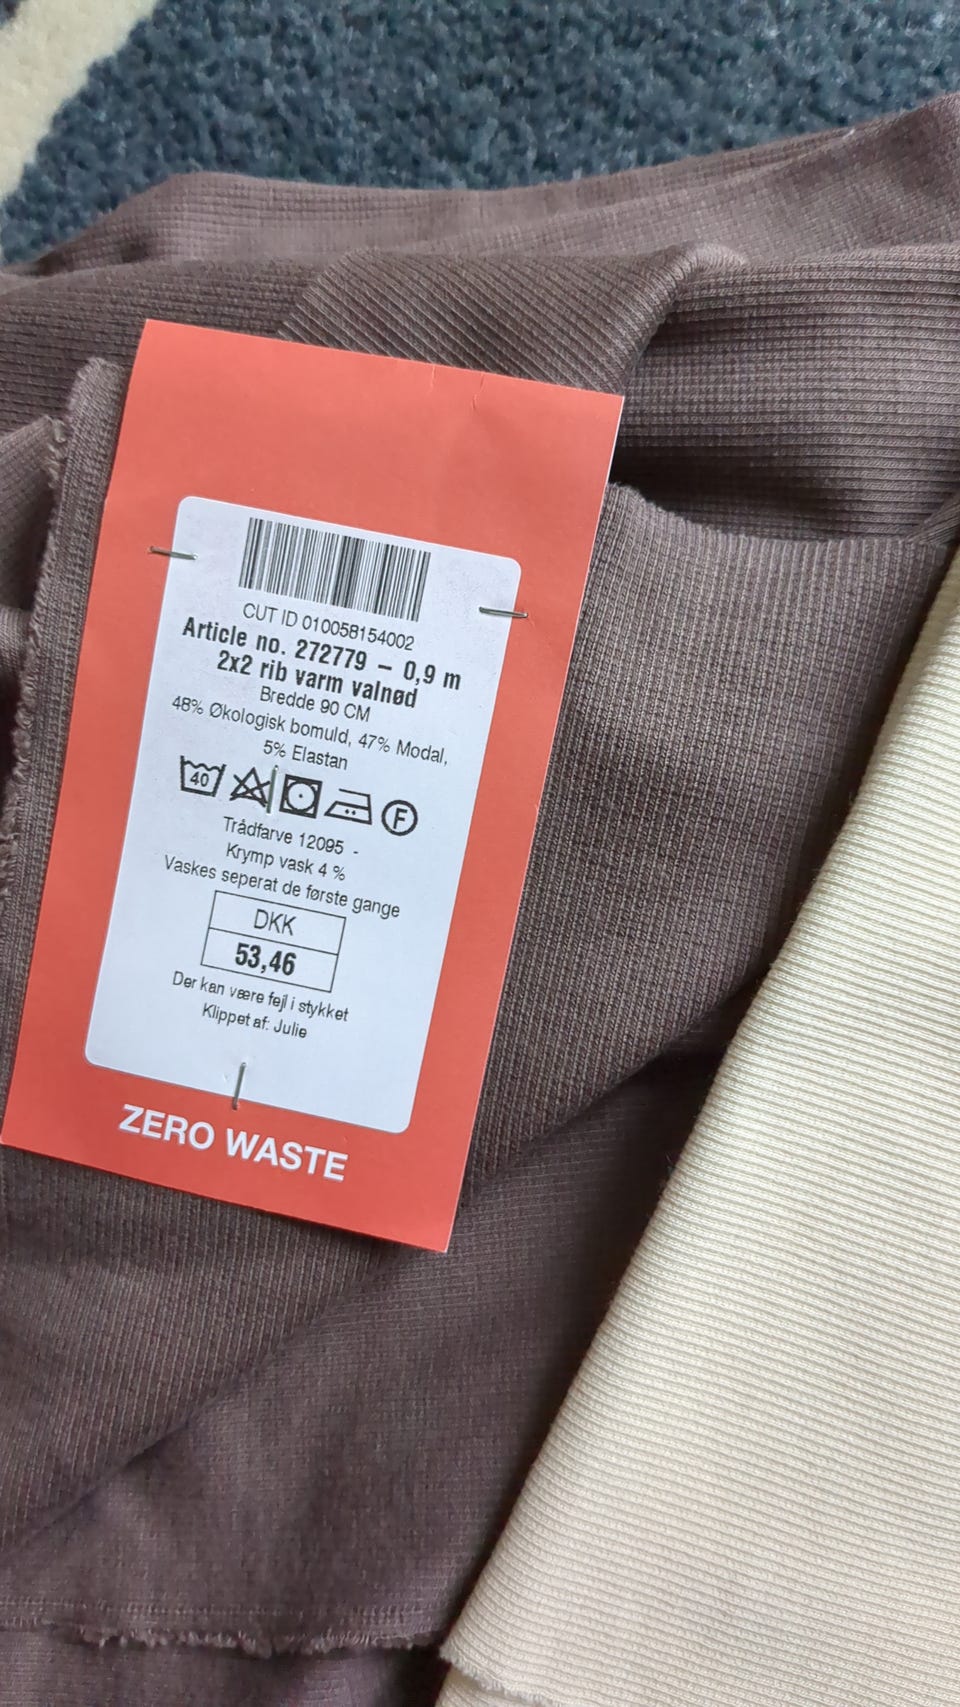 CUT ID 010058154002
Article no. 272779 – 0,9 m
2x2 rib varm valnød
Bredde 90 CM
48% Økologisk bomuld, 47% Modal,
5% Elastan
40
F
Trådfarve 12095 -
Krymp vask 4 %
Vaskes seperat de første gange
DKK
53,46
Der kan være fejl i stykket
Klippet af: Julie
ZERO WASTE